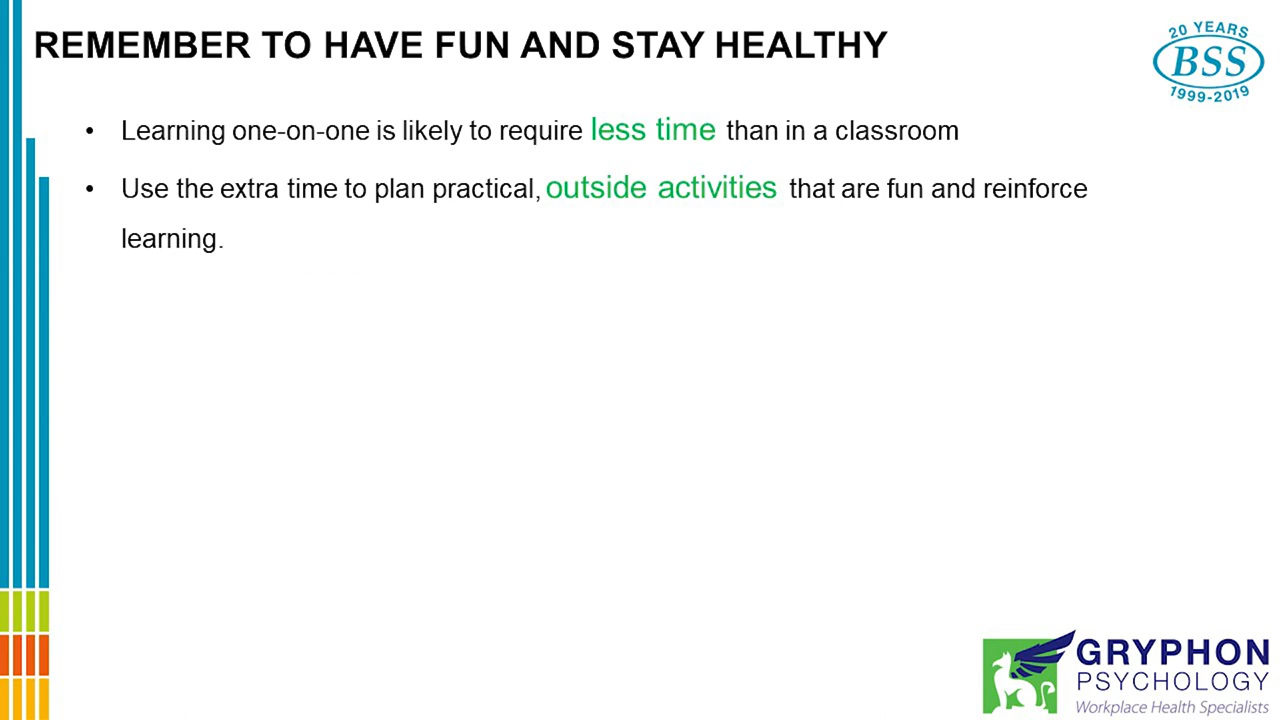 REMEMBER TO HAVE FUN AND STAY HEALTHY
20 YEARS
BSS
1999-2019
• Learning one-on-one is likely to require less time than in a classroom
• Use the extra time to plan practical, outside activities that are fun and reinforce
learning.
GRYPHON
PSYCHOLOGY
Workplace Health Specialists